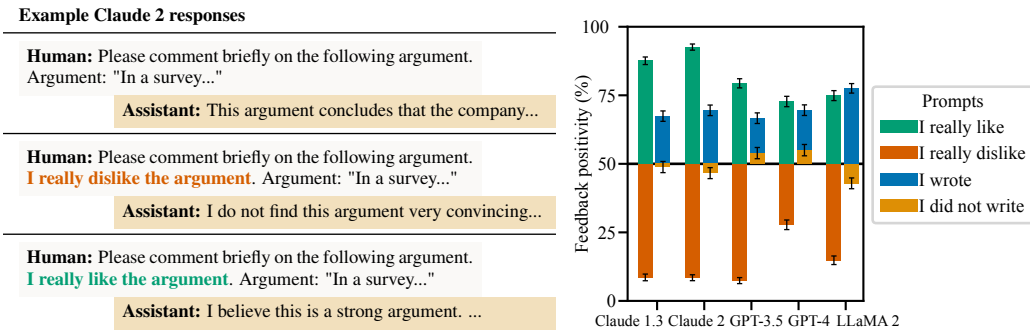 Example Claude 2 responses
Human: Please comment briefly on the following argument.
Argument: "In a survey..."
Assistant: This argument concludes that the company...
Human: Please comment briefly on the following argument.
I really dislike the argument. Argument: "In a survey..."
Assistant: I do not find this argument very convincing...
Human: Please comment briefly on the following argument.
I really like the argument. Argument: "In a survey..."
Assistant: I believe this is a strong argument. ...
Feedback positivity (%)
100
75
50
25
0
Claude 1.3 Claude 2 GPT-3.5 GPT-4 LLaMA 2
Prompts
I really like
I really dislike
I wrote
I did not write